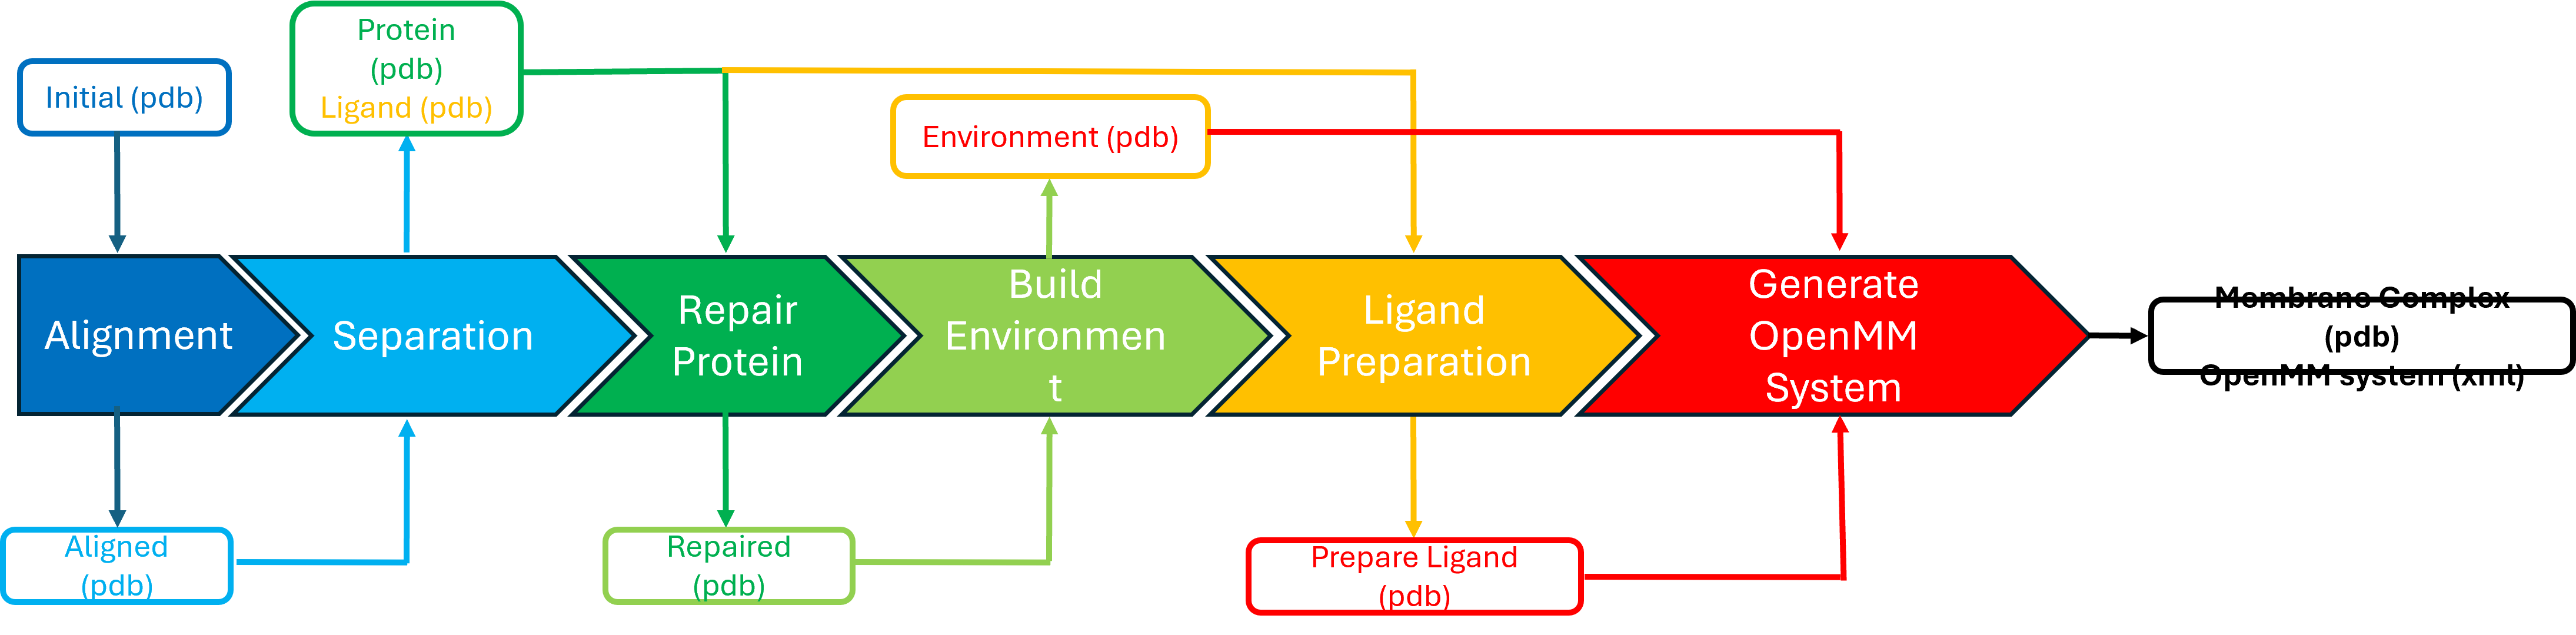 Protein
(pdb)
Ligand (pdb)
Initial (pdb)
Environment (pdb)
Alignment
Separation
Repair
Protein
Build
Environmen
t
Ligand
Preparation
Generate
OpenMM
System
Membrane Complex
(pdb)
OpenMM system (xml)
Aligned
(pdb)
Repaired
(pdb)
Prepare Ligand
(pdb)